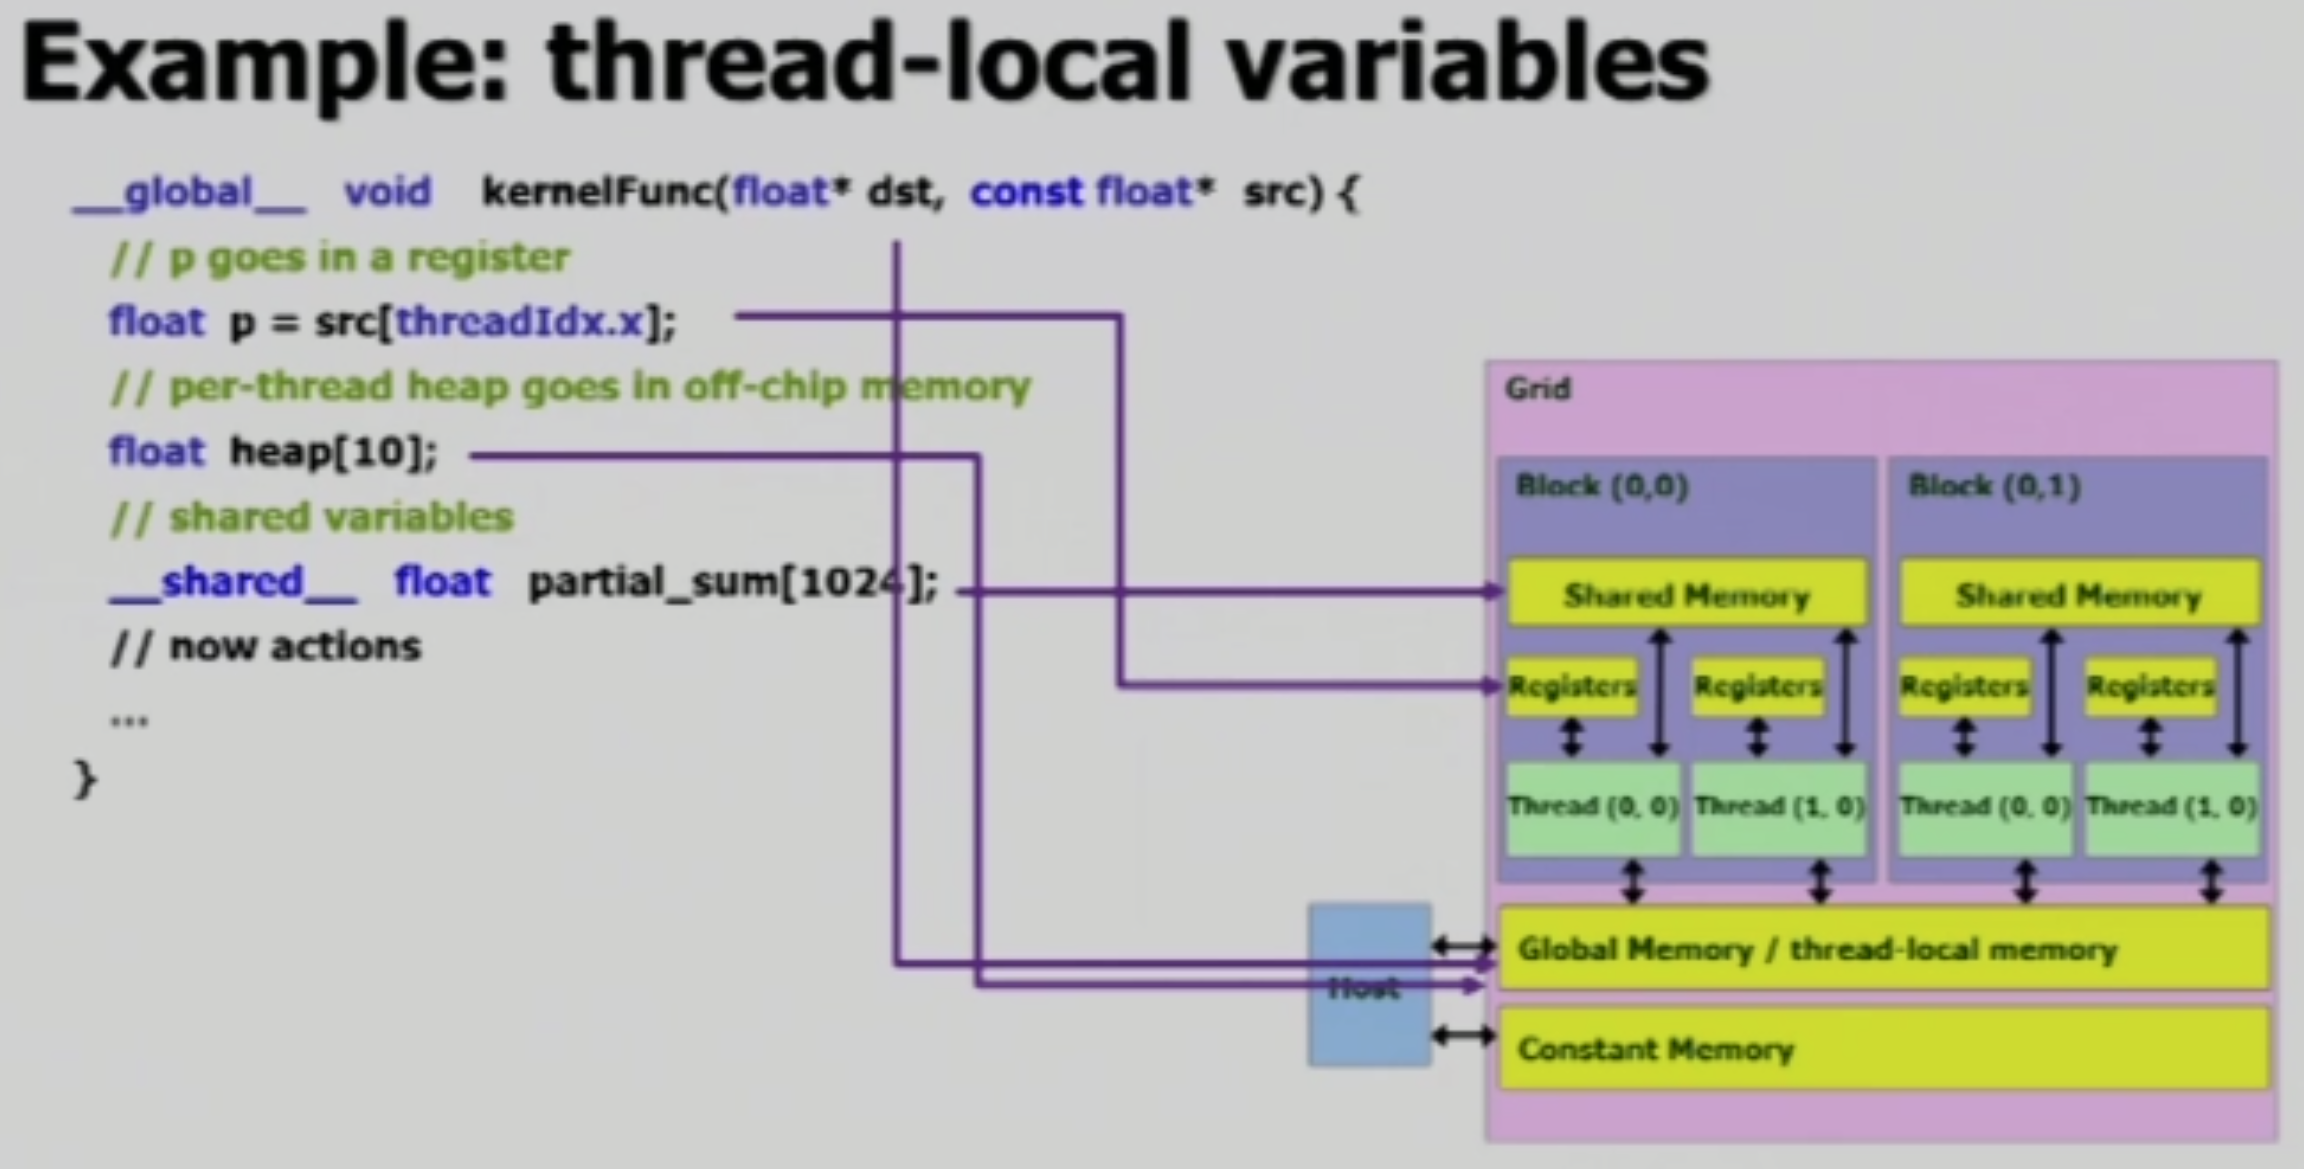 Example: thread-local variables
__global__ void kernelFunc(float* dst, const float* src) {
// p goes in a register
float p = src[threadIdx.x];
// per-thread heap goes in off-chip memory
float heap[10];
// shared variables
__shared__ float partial_sum[1024];
// now actions
...
}
Grid
Block (0,0)
Block (0,1)
Shared Memory
Shared Memory
Registers
Registers
Registers
Registers
Thread (0, 0)
Thread (1, 0)
Thread (0, 0)
Thread (1, 0)
Host
Global Memory / thread-local memory
Constant Memory